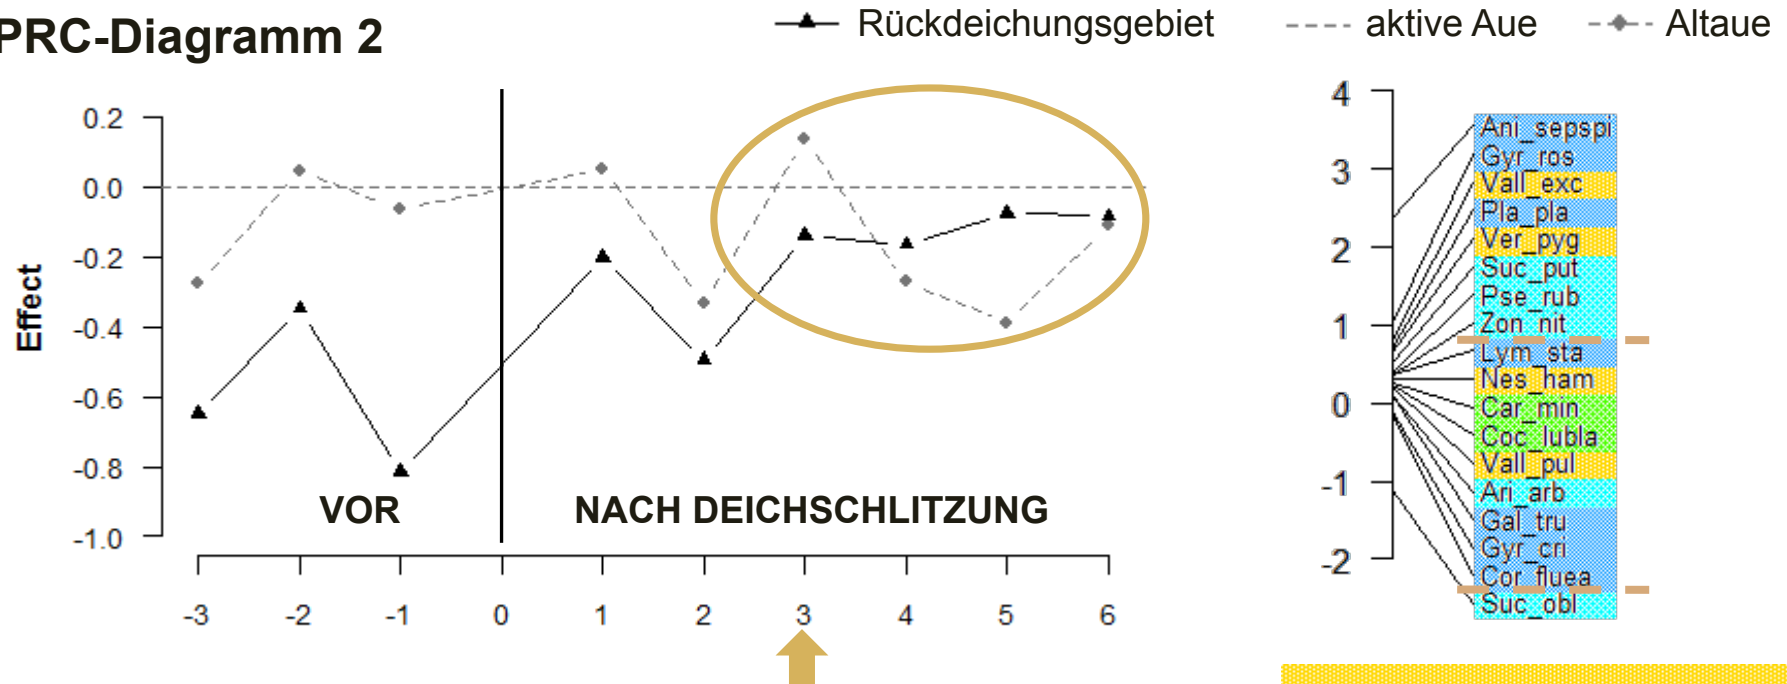 PRC-Diagramm 2
Rückdeichungsgebiet aktive Aue Altaue
Effect
0.2
0.0
-0.2
-0.4
-0.6
-0.8
-1.0
VOR NACH DEICHSCHLITZUNG
-3 -2 -1 0 1 2 3 4 5 6
4
3
2
1
0
-1
-2
Ani_sepspi
Gyr_ros
Vall_exc
Pla_pla
Ver_pyg
Suc_put
Pse_rub
Zon_nit
Lym_sta
Nes_ham
Car_min
Coc_lubla
Vall_pul
Ari_arb
Gal_tru
Gyr_cri
Cor_fluea
Suc_obl